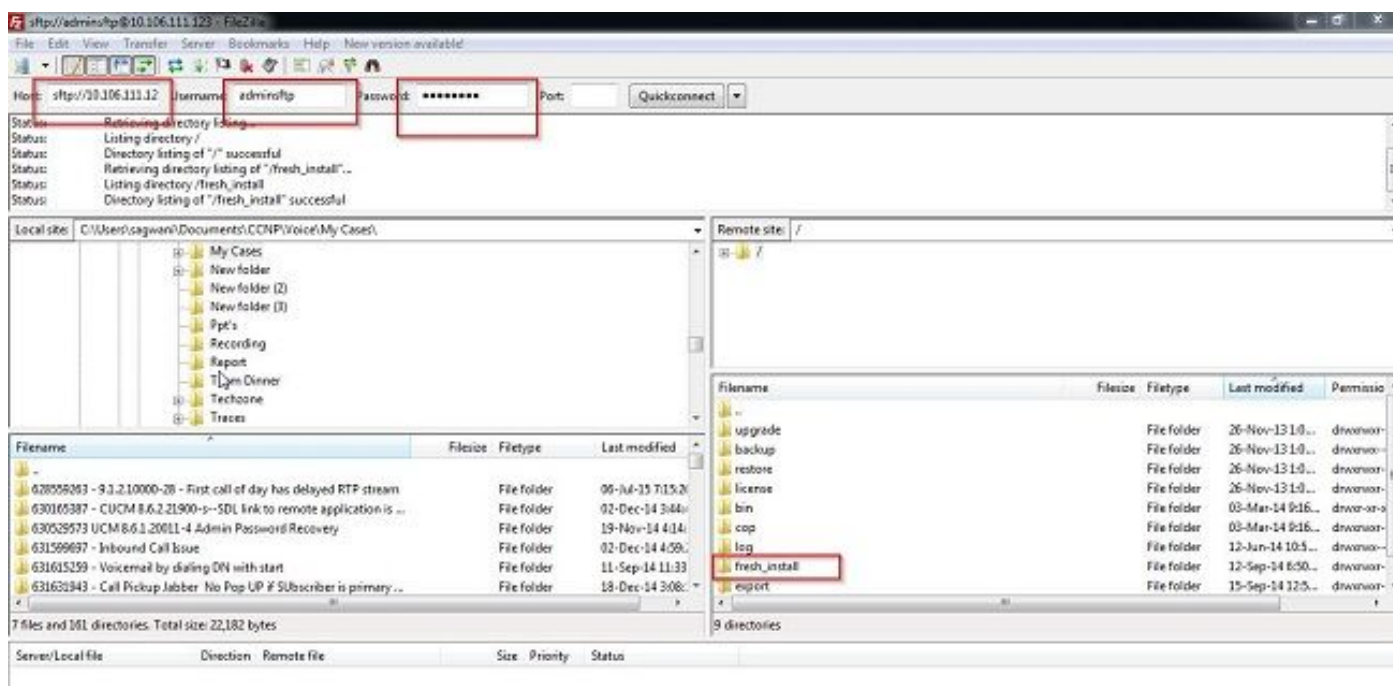 sftp://adminsftp@10.106.111.123 - FileZilla
File Edit View Transfer Server Bookmarks Help New version available!
Host: sftp://10.106.111.12 Username: adminsftp Password: •••••••• Port: Quickconnect
Status: Retrieving directory listing...
Status: Listing directory /
Status: Directory listing of "/" successful
Status: Retrieving directory listing of "/fresh_install"...
Status: Listing directory /fresh_install
Status: Directory listing of "/fresh_install" successful
Local site: C:\Users\sagwani\Documents\CCNP\Voice\My Cases\
My Cases
New folder
New folder (2)
New folder (3)
Ppt's
Recording
Report
Dinner
Techzone
Traces
Filename Filesize Filetype Last modified
..
628559263 - 9.1.2.10000-28 - First call of day has delayed RTP stream File folder 06-Jul-15 7:15:2
630165387 - CUCM 8.6.2.21900-s--SDL link to remote application is ... File folder 02-Dec-14 3:44:
630529573 UCM 8.6.1.20011-4 Admin Password Recovery File folder 19-Nov-14 4:14:
631599697 - Inbound Call Issue File folder 02-Dec-14 4:59:
631615259 - Voicemail by dialing DN with start File folder 11-Sep-14 11:33
631631943 - Call Pickup Jabber No Pop UP if SUbscriber is primary ... File folder 18-Dec-14 3:08:
7 files and 161 directories. Total size: 22,182 bytes
Remote site: /
/
Filename Filesize Filetype Last modified Permissio
..
upgrade File folder 26-Nov-13 1:0...
backup File folder 26-Nov-13 1:0...
restore File folder 26-Nov-13 1:0...
license File folder 26-Nov-13 1:0...
bin File folder 03-Mar-14 9:16...
cop File folder 03-Mar-14 9:16...
log File folder 12-Jun-14 10:5...
fresh_install File folder 12-Sep-14 6:50...
export File folder 15-Sep-14 12:5...
9 directories
Server/Local file Direction Remote file Size Priority Status